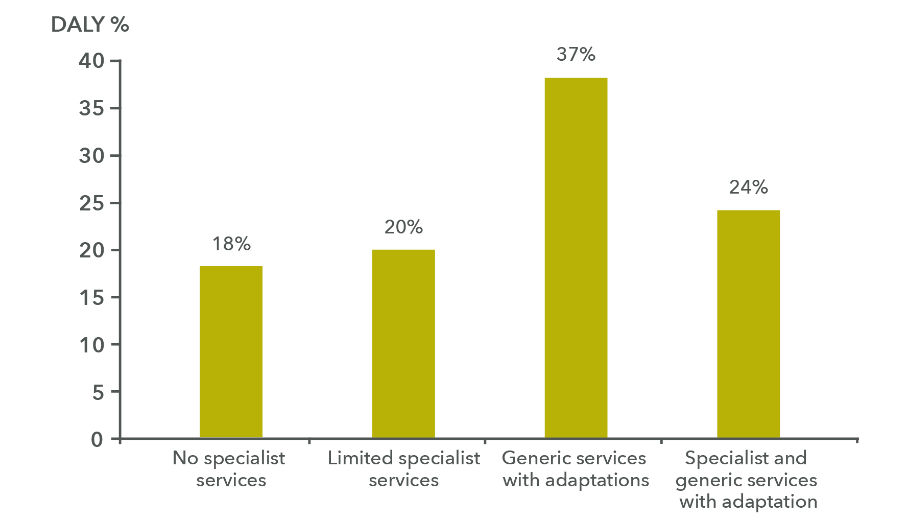 DALY %
40
35
30
25
20
15
10
5
0
18%
20%
37%
24%
No specialist
services
Limited specialist
services
Generic services
with adaptations
Specialist and
generic services
with adaptation